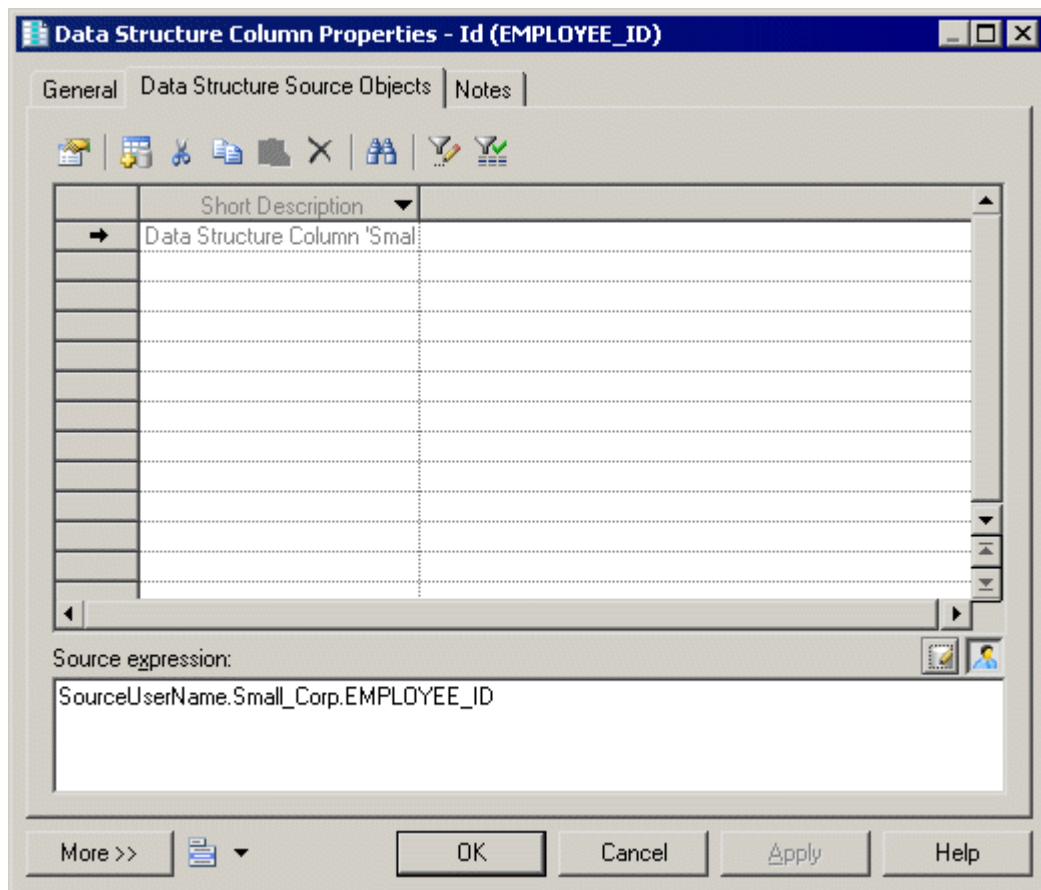 Data Structure Column Properties - Id (EMPLOYEE_ID)
General Data Structure Source Objects Notes
Short Description
Data Structure Column 'Smal
Source expression:
SourceUserName.Small_Corp.EMPLOYEE_ID
More >> OK Cancel Apply Help